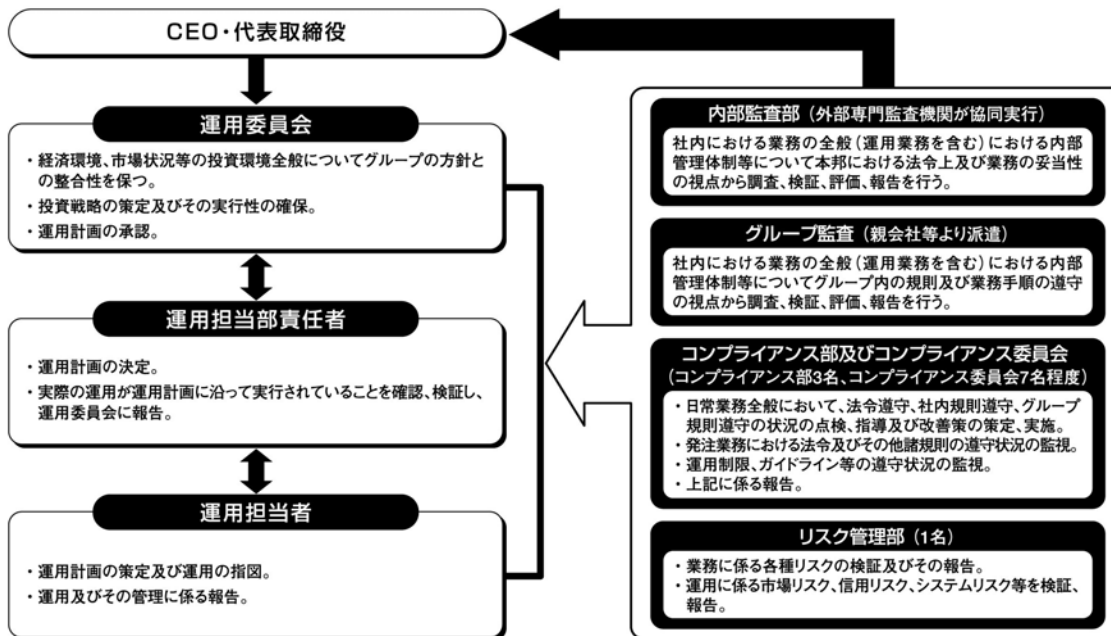 CEO・代表取締役
運用委員会
・経済環境、市場状況等の投資環境全般についてグループの方針と
の整合性を保つ。
・投資戦略の策定及びその実行性の確保。
・運用計画の承認。
運用担当部責任者
・運用計画の決定。
・実際の運用が運用計画に沿って実行されていることを確認、検証し、
運用委員会に報告。
運用担当者
・運用計画の策定及び運用の指図。
・運用及びその管理に係る報告。
内部監査部（外部専門監査機関が協同実行）
社内における業務の全般（運用業務を含む）における内部
管理体制等について本邦における法令上及び業務の妥当性
の視点から調査、検証、評価、報告を行う。
グループ監査（親会社等より派遣）
社内における業務の全般（運用業務を含む）における内部
管理体制等についてグループ内の規則及び業務手順の遵守
の視点から調査、検証、評価、報告を行う。
コンプライアンス部及びコンプライアンス委員会
（コンプライアンス部3名、コンプライアンス委員会7名程度）
・日常業務全般において、法令遵守、社内規則遵守、グループ
規則遵守の状況の点検、指導及び改善策の策定、実施。
・発注業務における法令及びその他諸規則の遵守状況の監視。
・運用制限、ガイドライン等の遵守状況の監視。
・上記に係る報告。
リスク管理部（1名）
・業務に係る各種リスクの検証及びその報告。
・運用に係る市場リスク、信用リスク、システムリスク等を検証、
報告。